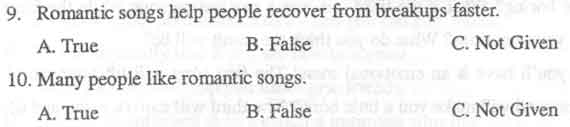 9. Romantic songs help people recover from breakups faster.
A. True B. False C. Not Given
10. Many people like romantic songs.
A. True B. False C. Not Given